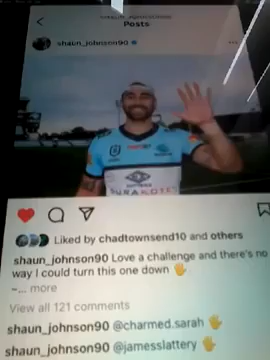 Posts
shaun_johnson90
Liked by chadtownsend10 and others
shaun_johnson90 Love a challenge and there's no
way I could turn this one down 🖐
~... more
View all 121 comments
shaun_johnson90 @charmed.sarah 🖐
shaun_johnson90 @jamesslattery 🖐